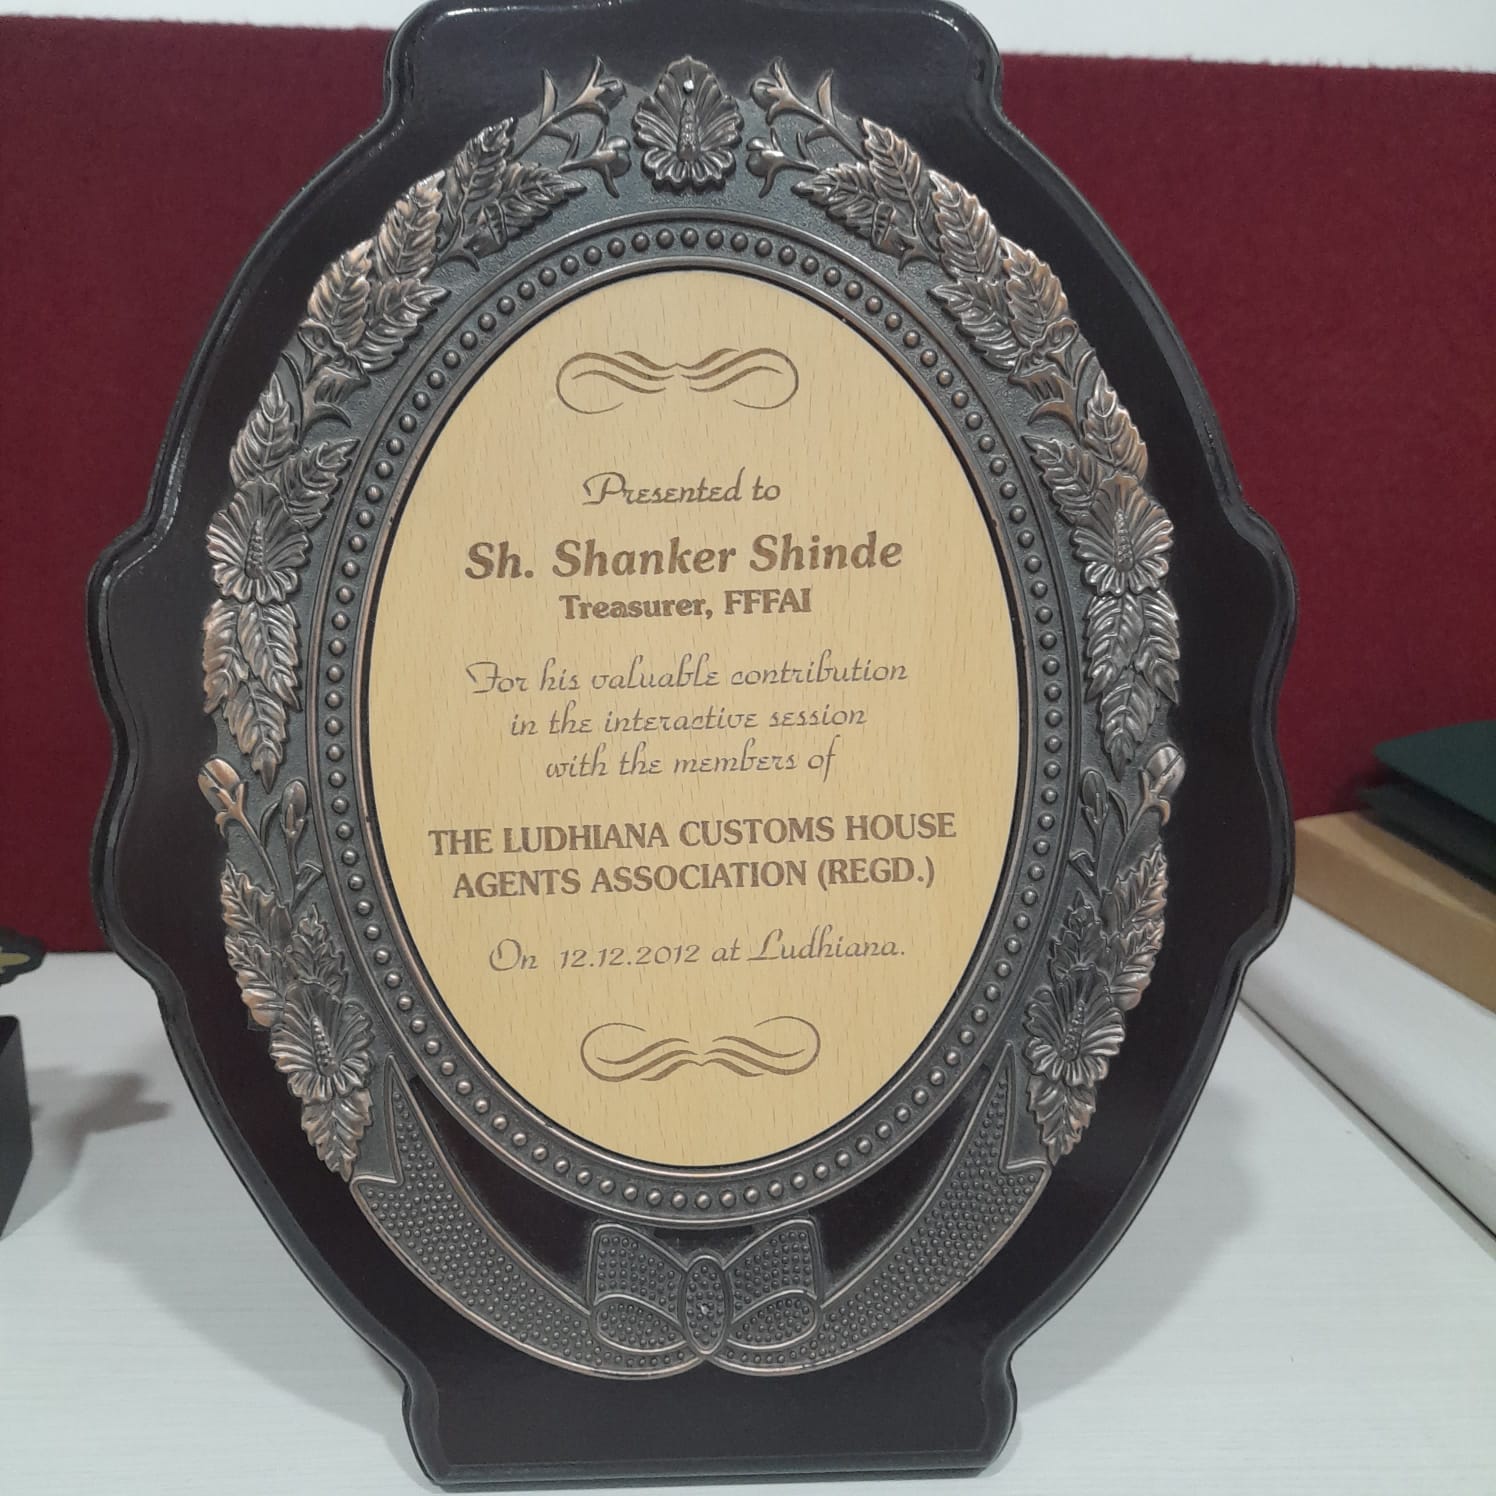 Presented to
Sh. Shanker Shinde
Treasurer, FFFAI
For his valuable contribution
in the interactive session
with the members of
THE LUDHIANA CUSTOMS HOUSE
AGENTS ASSOCIATION (REGD.)
On 12.12.2012 at Ludhiana.